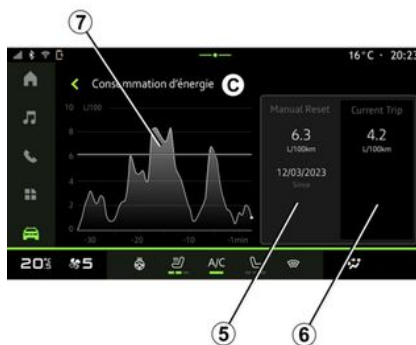 7
16°C · 20:23
Consommation d'énergie C
10 L/100
8
6
4
2
0
-30 -20 -10 -1min
Manual Reset
6.3
L/100km
12/03/2023
Since
Current Trip
4.2
L/100km
20.5 5 A/C
5 6